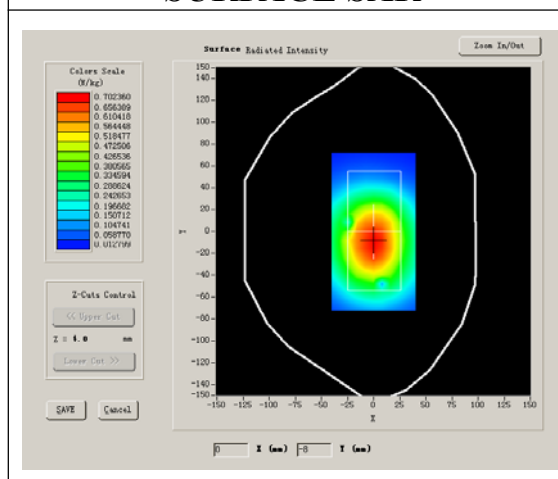 SURFACE SAR
Surface Radiated Intensity
Zoom In/Out
Colors Scale
(W/kg)
0.702360
0.656389
0.610418
0.564448
0.518477
0.472506
0.426536
0.380565
0.334594
0.288624
0.242653
0.196682
0.150712
0.104741
0.058770
0.012799
150
140
120
100
80
60
40
20
0
-20
-40
-60
-80
-100
-120
-140
-150
Y
-150 -125 -100 -75 -50 -25 0 25 50 75 100 125 150
X
Z-Cuts Control
<< Upper Cut
Z = 4.0 mm
Lower Cut >>
SAVE Cancel
0 X (mm) -8 Y (mm)